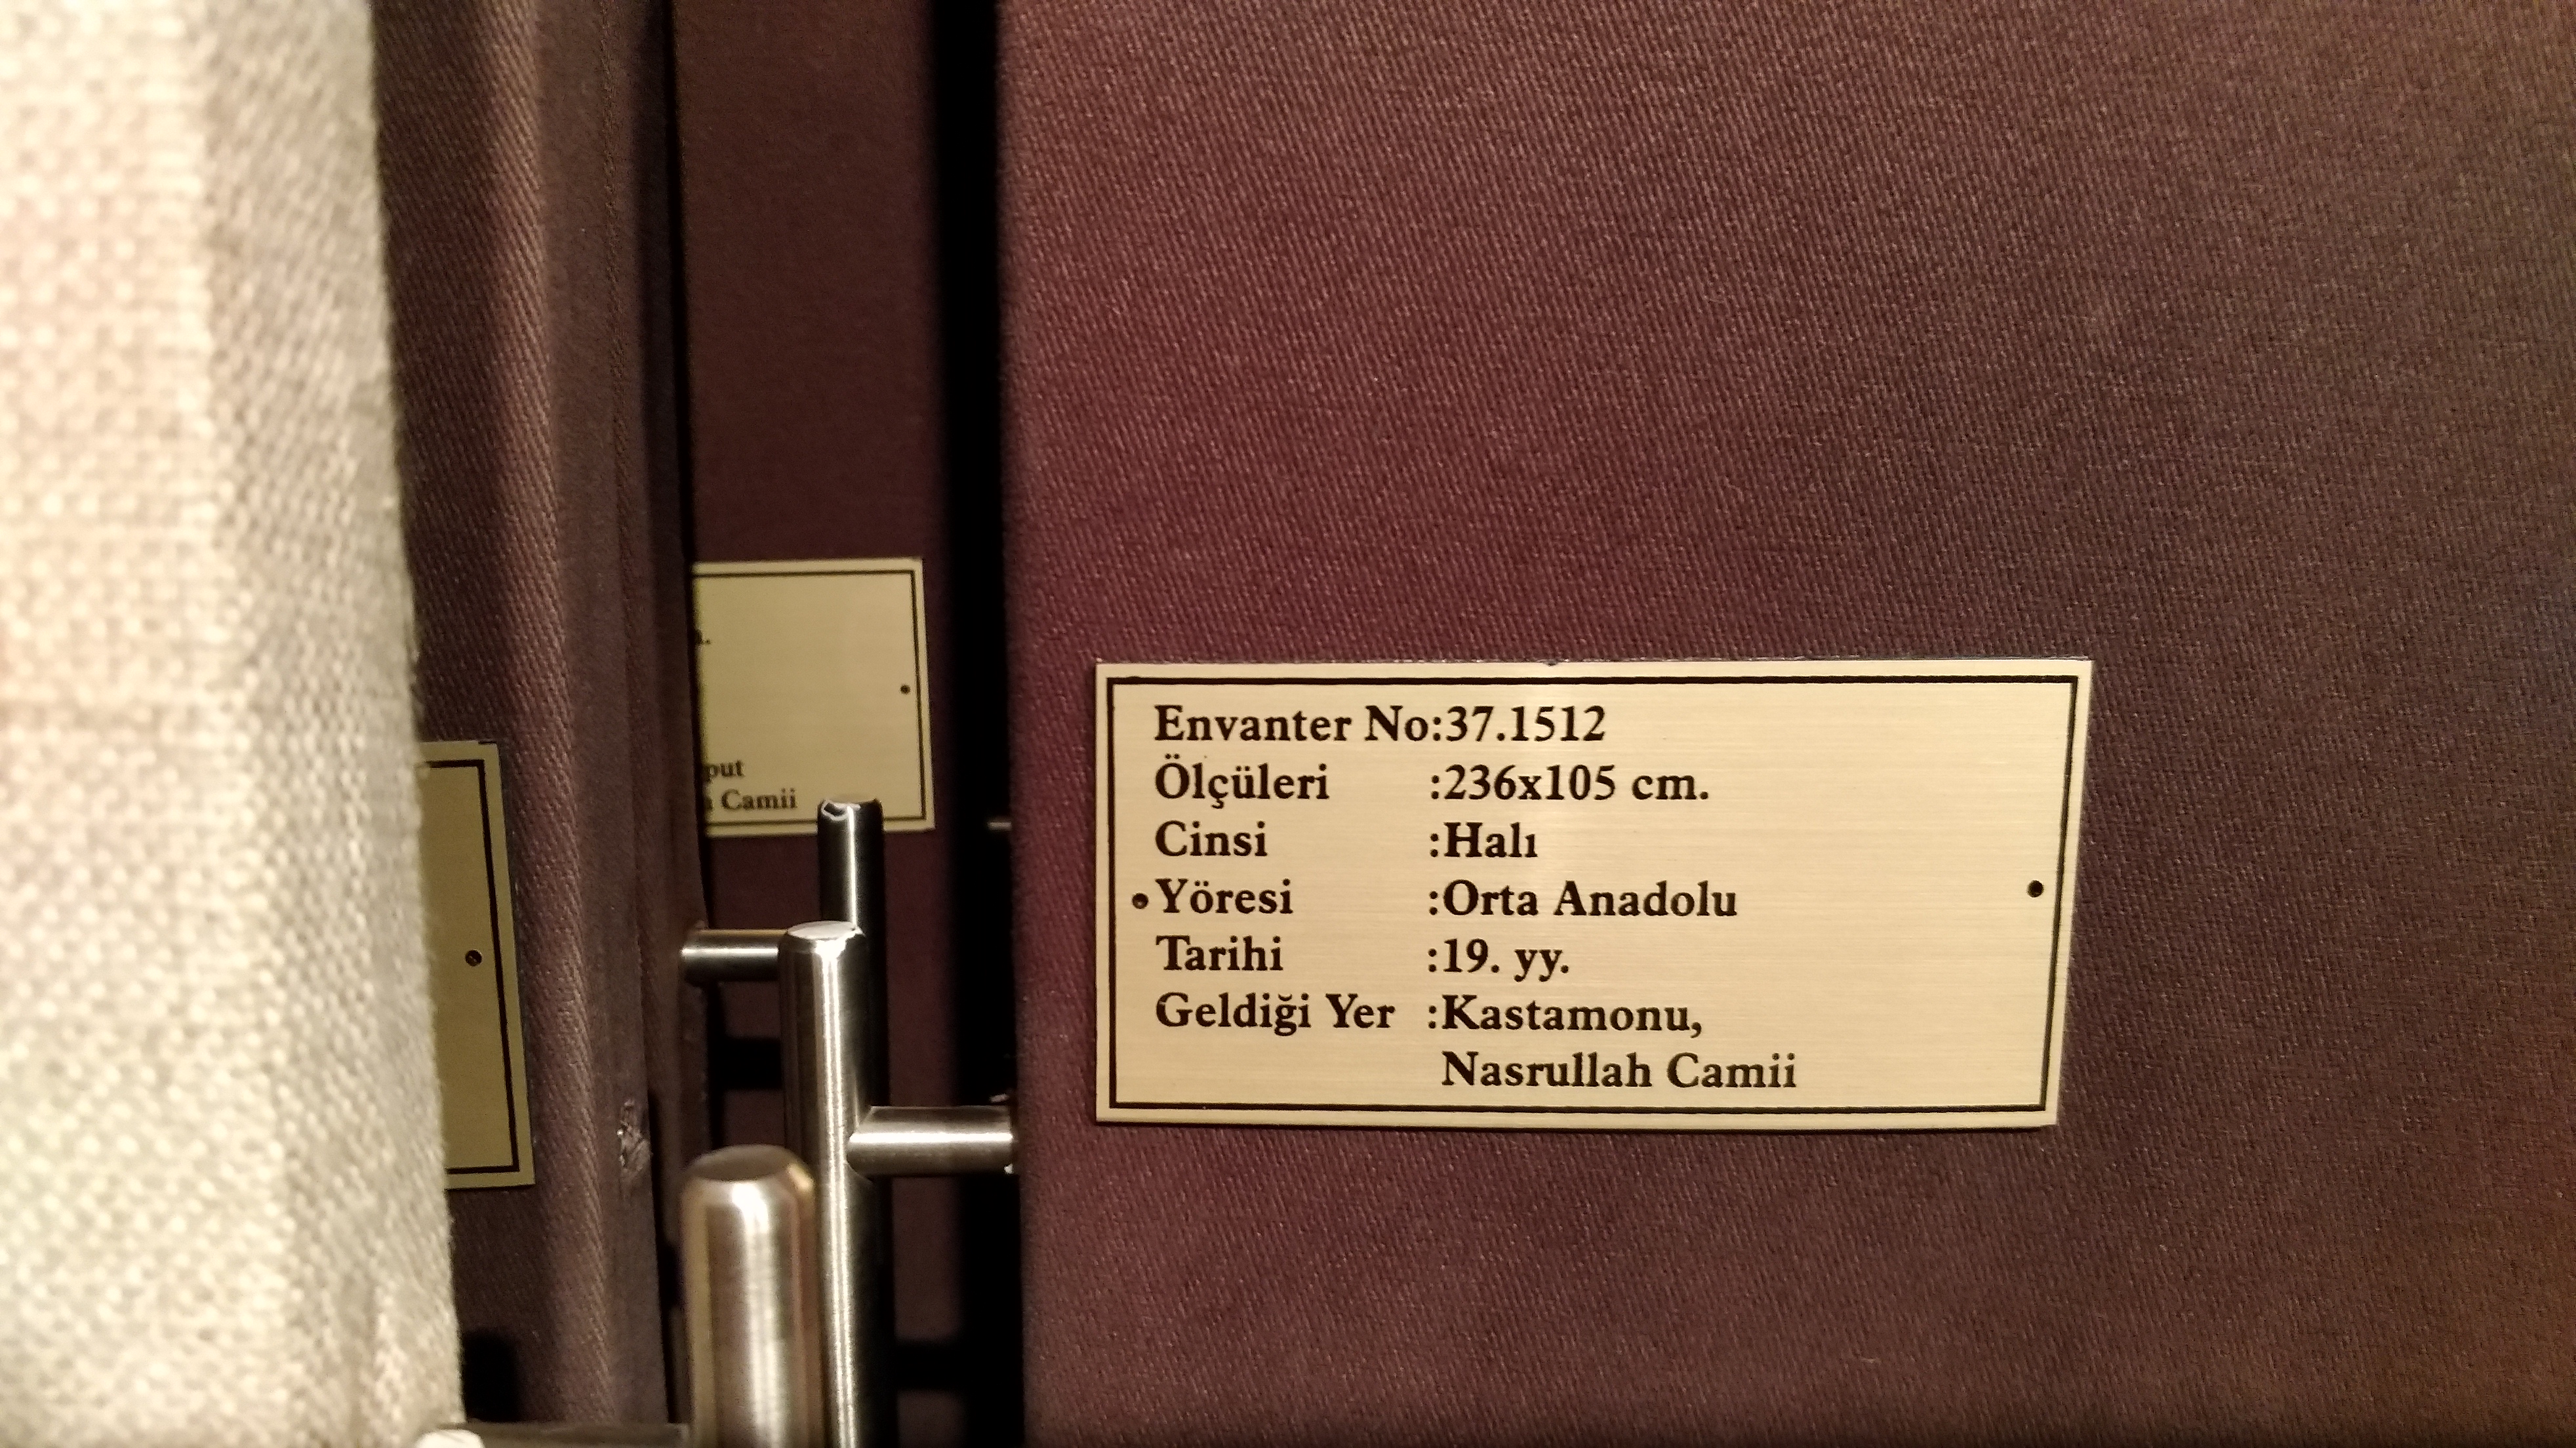 Envanter No:37.1512
Ölçüleri :236x105 cm.
Cinsi :Halı
Yöresi :Orta Anadolu
Tarihi :19. yy.
Geldiği Yer :Kastamonu,
Nasrullah Camii
Camii